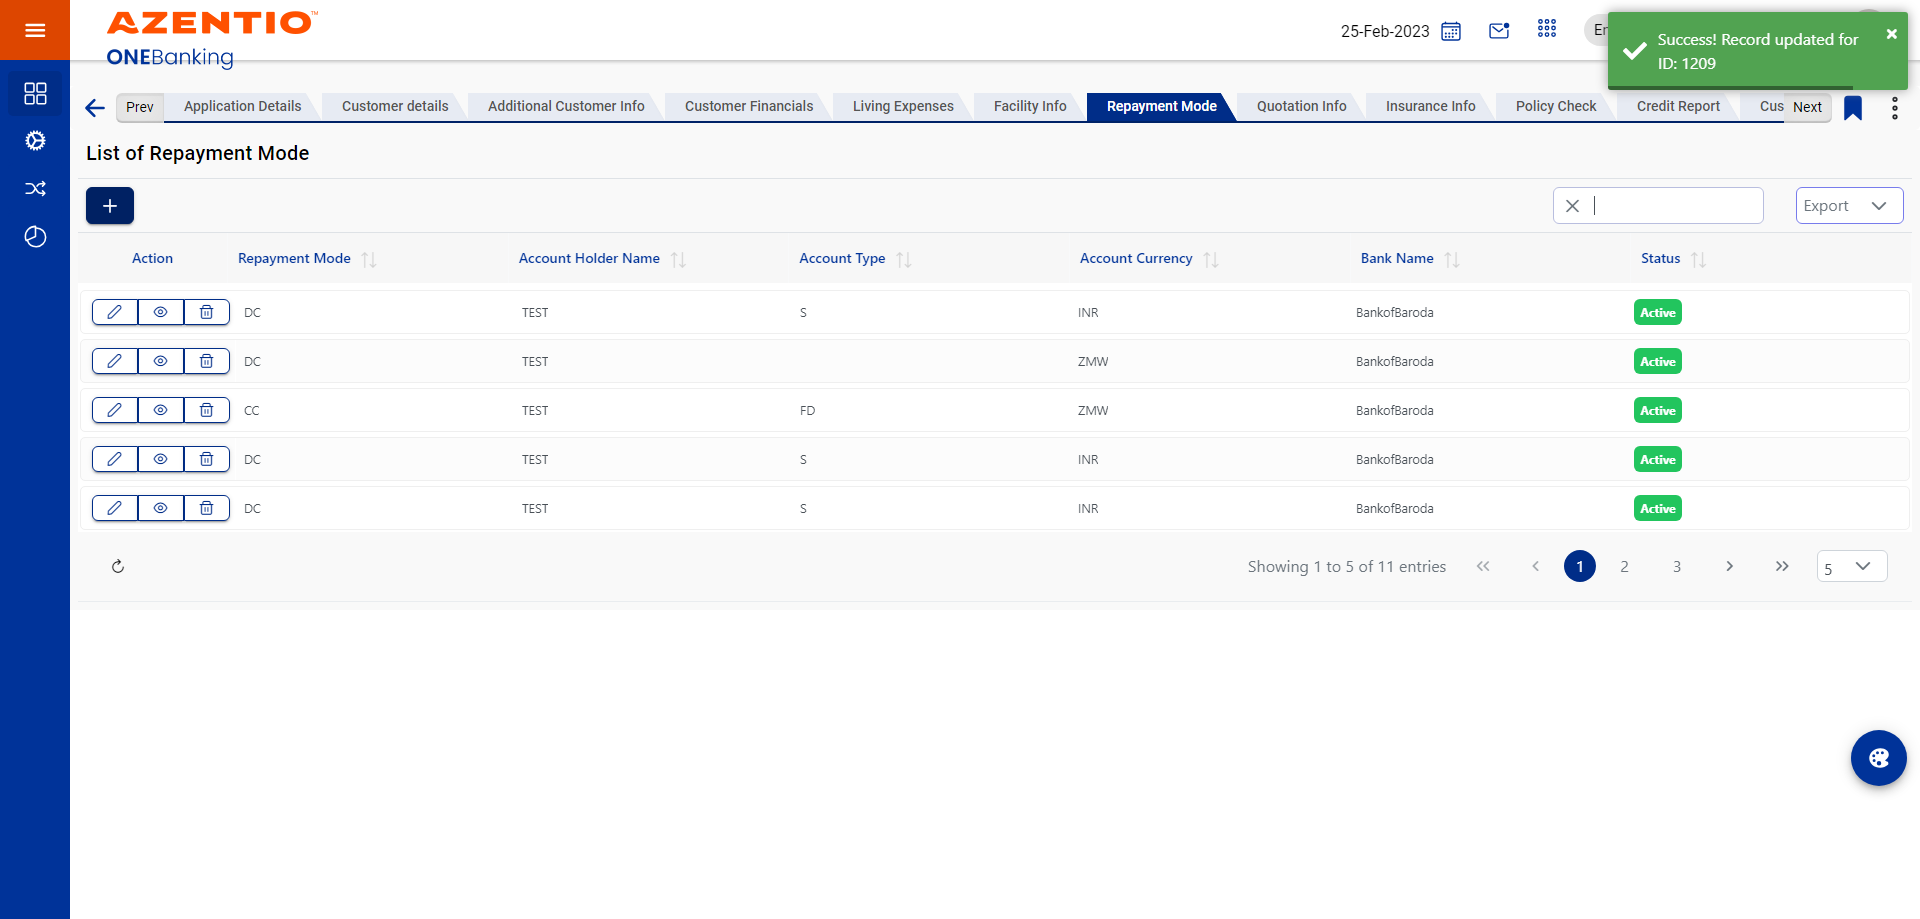 AZENTIO™
ONEBanking
25-Feb-2023
Success! Record updated for
ID: 1209
Prev
Application Details
Customer details
Additional Customer Info
Customer Financials
Living Expenses
Facility Info
Repayment Mode
Quotation Info
Insurance Info
Policy Check
Credit Report
Cus
Next
List of Repayment Mode
+
Export
Action
Repayment Mode
Account Holder Name
Account Type
Account Currency
Bank Name
Status
DC TEST S INR BankofBaroda Active
DC TEST ZMW BankofBaroda Active
CC TEST FD ZMW BankofBaroda Active
DC TEST S INR BankofBaroda Active
DC TEST S INR BankofBaroda Active
Showing 1 to 5 of 11 entries
1 2 3
5